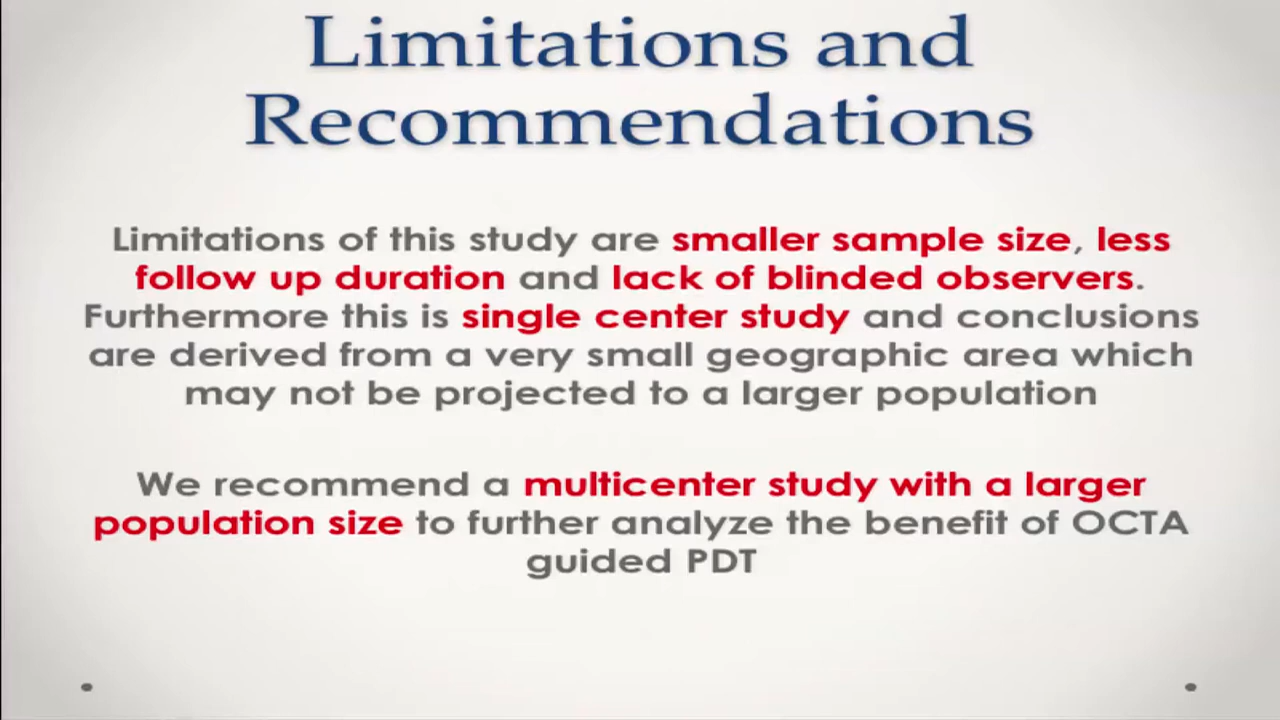 Limitations and
Recommendations
Limitations of this study are smaller sample size, less
follow up duration and lack of blinded observers.
Furthermore this is single center study and conclusions
are derived from a very small geographic area which
may not be projected to a larger population
We recommend a multicenter study with a larger
population size to further analyze the benefit of OCTA
guided PDT